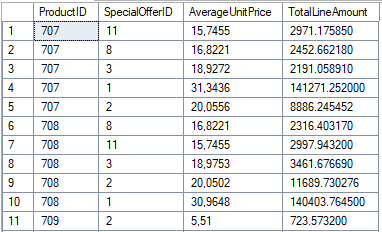 ProductID SpecialOfferID AverageUnitPrice TotalLineAmount
1 707 11 15,7455 2971.175850
2 707 8 16,8221 2452.662180
3 707 3 18,9272 2191.058910
4 707 1 31,3436 141271.252000
5 707 2 20,0556 8886.245452
6 708 8 16,8221 2316.403170
7 708 11 15,7455 2997.943200
8 708 3 18,9753 3461.676690
9 708 2 20,0502 11689.730276
10 708 1 30,9648 140403.764500
11 709 2 5,51 723.573200